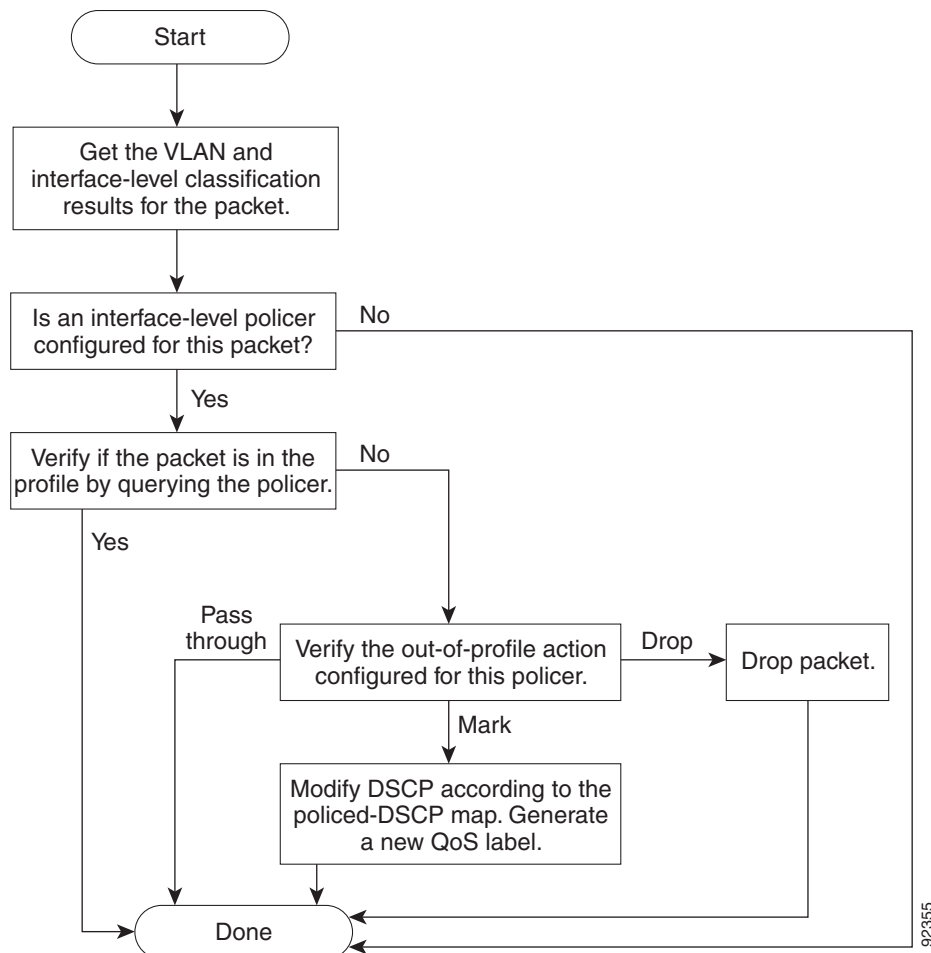 Start
Get the VLAN and
interface-level classification
results for the packet.
Is an interface-level policer
configured for this packet?
No
Yes
Verify if the packet is in the
profile by querying the policer.
No
Yes
Pass
through
Verify the out-of-profile action
configured for this policer.
Drop
Drop packet.
Mark
Modify DSCP according to the
policed-DSCP map. Generate
a new QoS label.
Done
92355